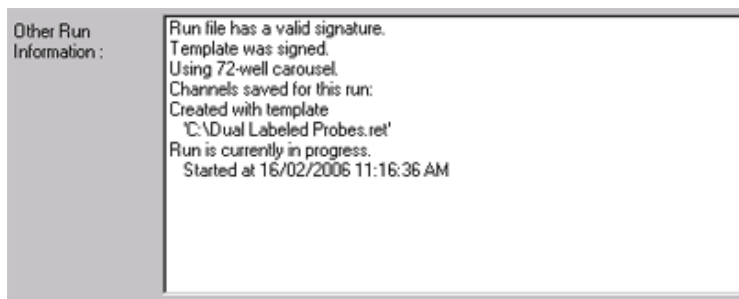 Other Run
Information :
Run file has a valid signature.
Template was signed.
Using 72-well carousel.
Channels saved for this run:
Created with template
'C:\Dual Labeled Probes.ret'
Run is currently in progress.
Started at 16/02/2006 11:16:36 AM